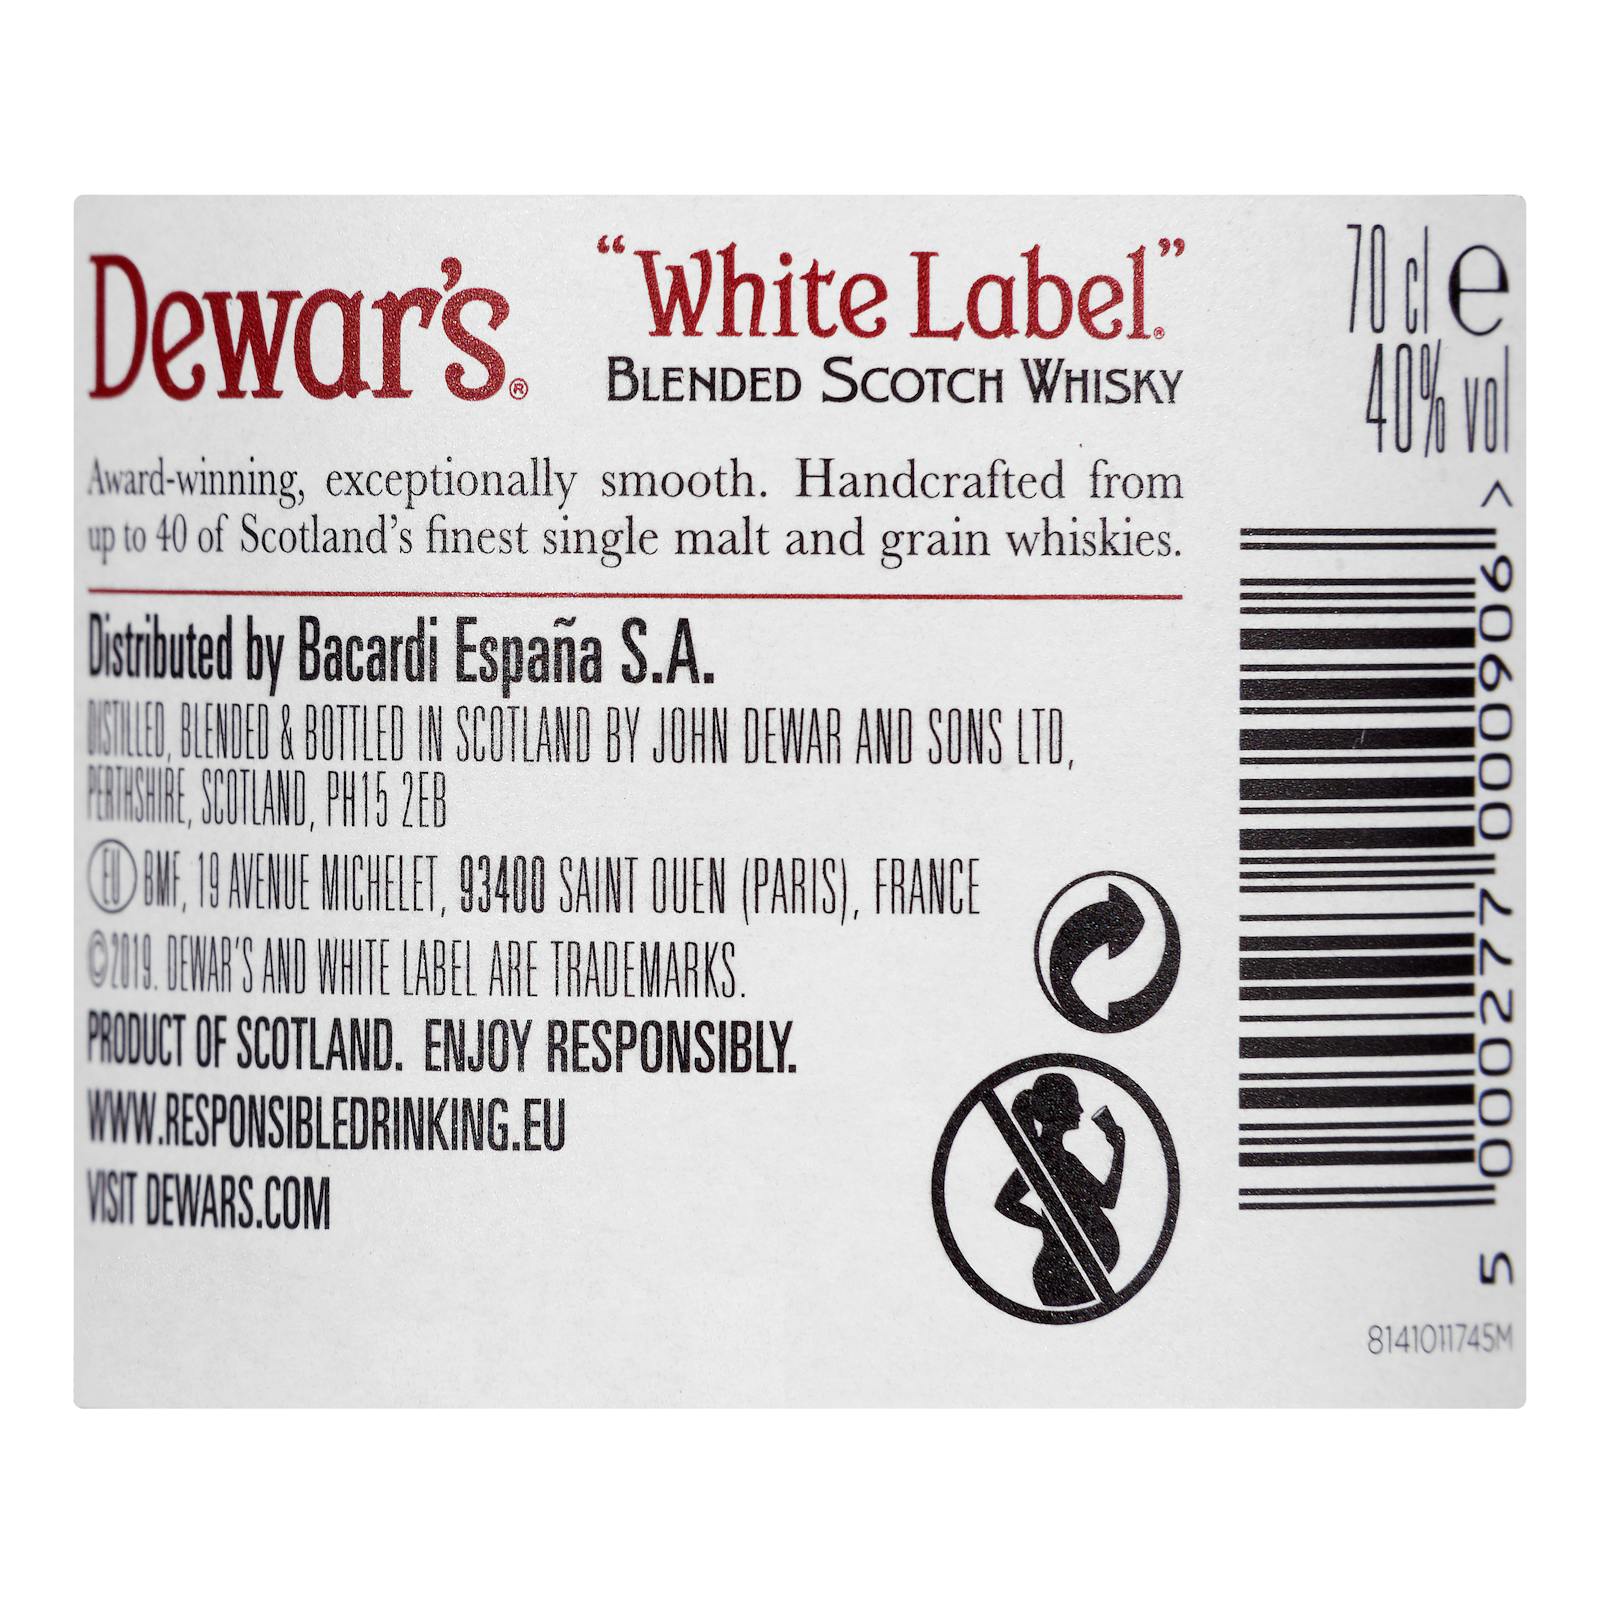 Dewar's®
"White Label"®
BLENDED SCOTCH WHISKY
Award-winning, exceptionally smooth. Handcrafted from
up to 40 of Scotland's finest single malt and grain whiskies.
Distributed by Bacardi España S.A.
DISTILLED, BLENDED & BOTTLED IN SCOTLAND BY JOHN DEWAR AND SONS LTD,
PERTHSHIRE, SCOTLAND, PH15 2EB
EU BMF, 19 AVENUE MICHELET, 93400 SAINT OUEN (PARIS), FRANCE
©2019. DEWAR'S AND WHITE LABEL ARE TRADEMARKS.
PRODUCT OF SCOTLAND. ENJOY RESPONSIBLY.
WWW.RESPONSIBLEDRINKING.EU
VISIT DEWARS.COM
70 cl e
40% vol
5 000277 000906 >
8141011745M